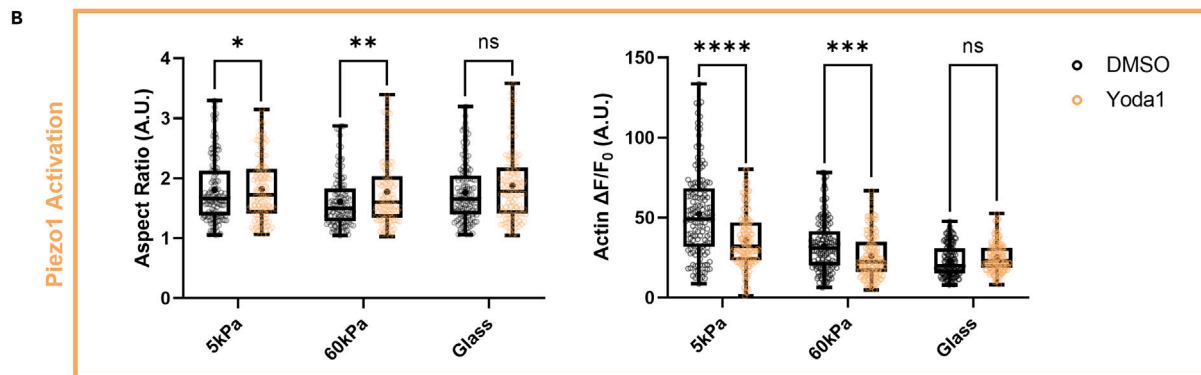 B
Piezo1 Activation
Aspect Ratio (A.U.)
4
3
2
1
0
* ** ns
5kPa 60kPa Glass
Actin ΔF/F₀ (A.U.)
150
100
50
0
**** *** ns
5kPa 60kPa Glass
DMSO
Yoda1